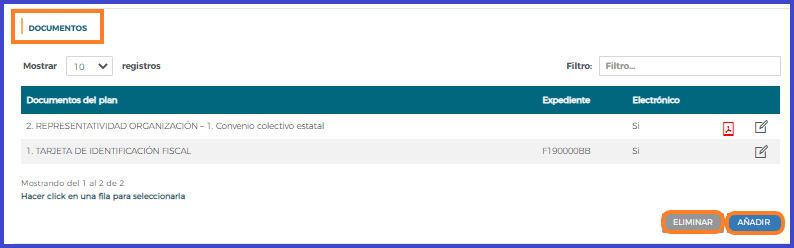 DOCUMENTOS
Mostrar 10 registros Filtro: Filtro...
Documentos del plan Expediente Electrónico
2. REPRESENTATIVIDAD ORGANIZACIÓN – 1. Convenio colectivo estatal Si
1. TARJETA DE IDENTIFICACIÓN FISCAL F190000BB Si
Mostrando del 1 al 2 de 2
Hacer click en una fila para seleccionarla
ELIMINAR AÑADIR